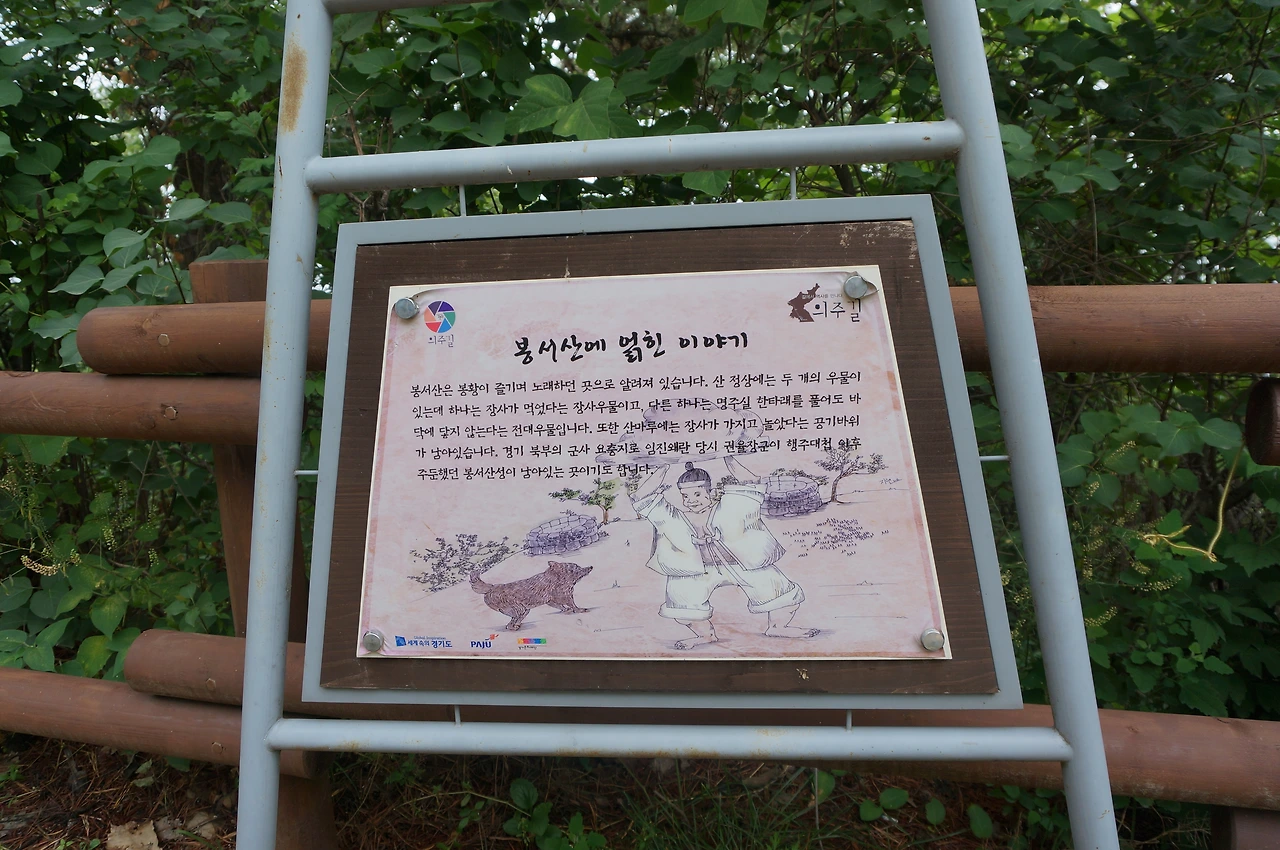 의주길
의주길
봉서산에 얽힌 이야기
봉서산은 봉황이 즐기며 노래하던 곳으로 알려져 있습니다. 산 정상에는 두 개의 우물이
있는데 하나는 장사가 먹었다는 장사우물이고, 다른 하나는 명주실 한타래를 풀어도 바
닥에 닿지 않는다는 전대우물입니다. 또한 산마루에는 장사가 가지고 놀았다는 공기바위
가 남아있습니다. 경기 북부의 군사 요충지로 임진왜란 당시 권율장군이 행주대첩 이후
주둔했던 봉서산성이 남아있는 곳이기도 합니다.
세계 속의 경기도
PAJU